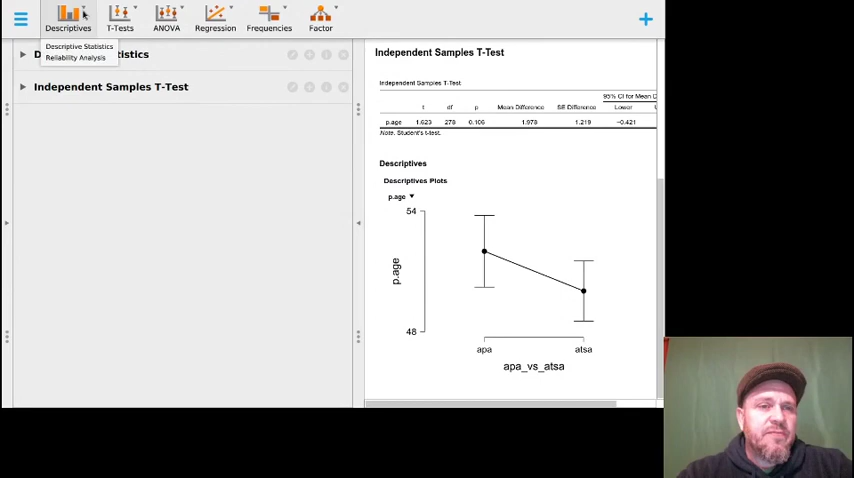 Descriptives
T-Tests
ANOVA
Regression
Frequencies
Factor
Descriptive Statistics
Reliability Analysis
Independent Samples T-Test
Independent Samples T-Test
Independent Samples T-Test
95% CI for Mean D
t df p Mean Difference SE Difference Lower
p.age 1.623 278 0.106 1.978 1.219 −0.421
Note. Student's t-test.
Descriptives
Descriptives Plots
p.age
54
p.age
48
apa atsa
apa_vs_atsa